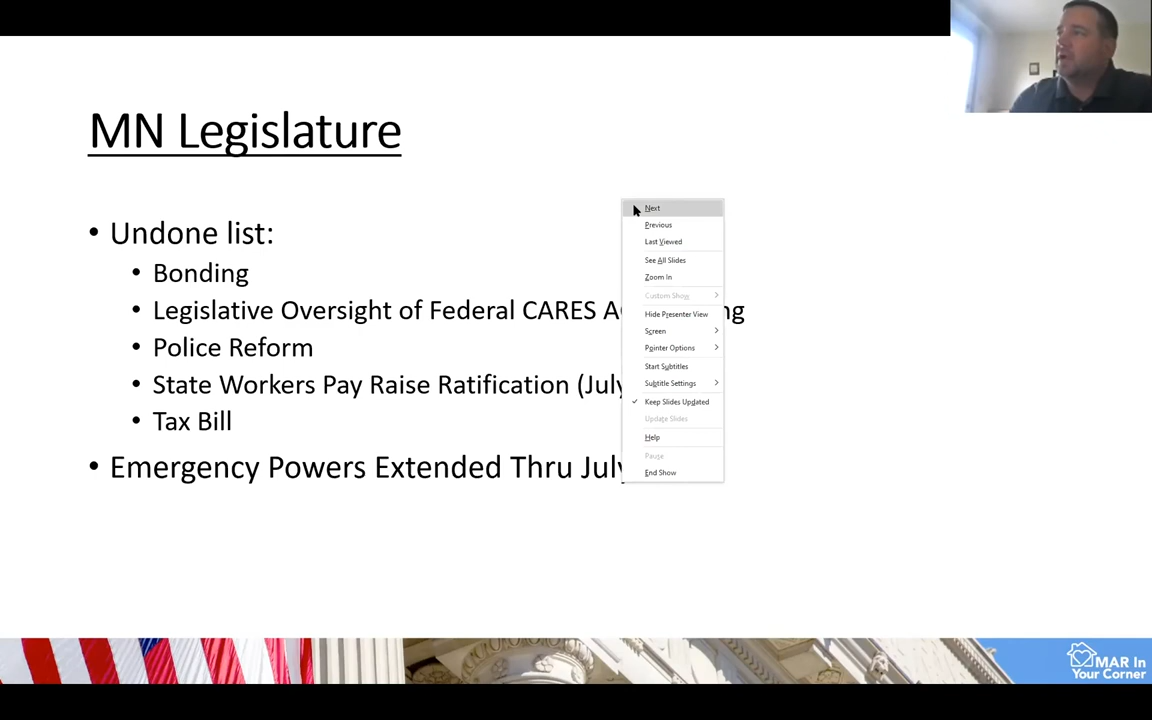 MN Legislature
• Undone list:
• Bonding
• Legislative Oversight of Federal CARES A
ng
• Police Reform
• State Workers Pay Raise Ratification (July
• Tax Bill
• Emergency Powers Extended Thru July
Next
Previous
Last Viewed
See All Slides
Zoom In
Custom Show
Hide Presenter View
Screen
Pointer Options
Start Subtitles
Subtitle Settings
Keep Slides Updated
Update Slides
Help
Pause
End Show
MAR In
Your Corner